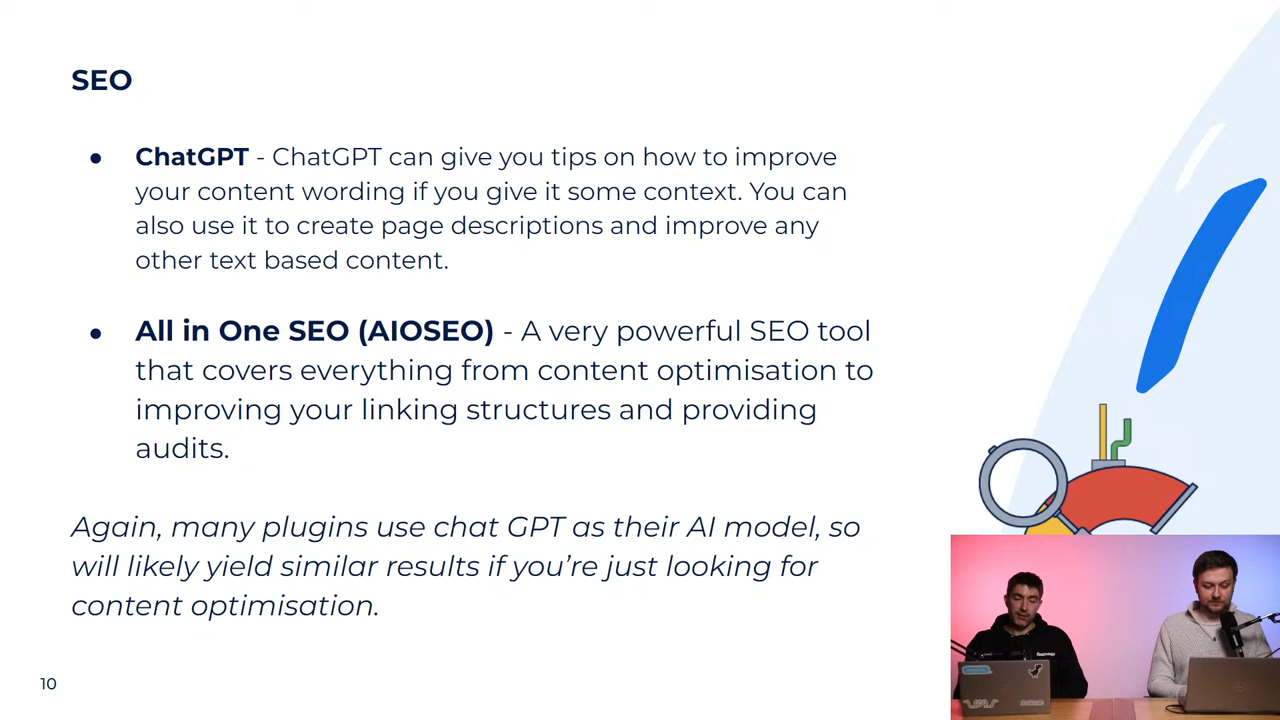 SEO
● ChatGPT - ChatGPT can give you tips on how to improve
your content wording if you give it some context. You can
also use it to create page descriptions and improve any
other text based content.
● All in One SEO (AIOSEO) - A very powerful SEO tool
that covers everything from content optimisation to
improving your linking structures and providing
audits.
Again, many plugins use chat GPT as their AI model, so
will likely yield similar results if you’re just looking for
content optimisation.
10